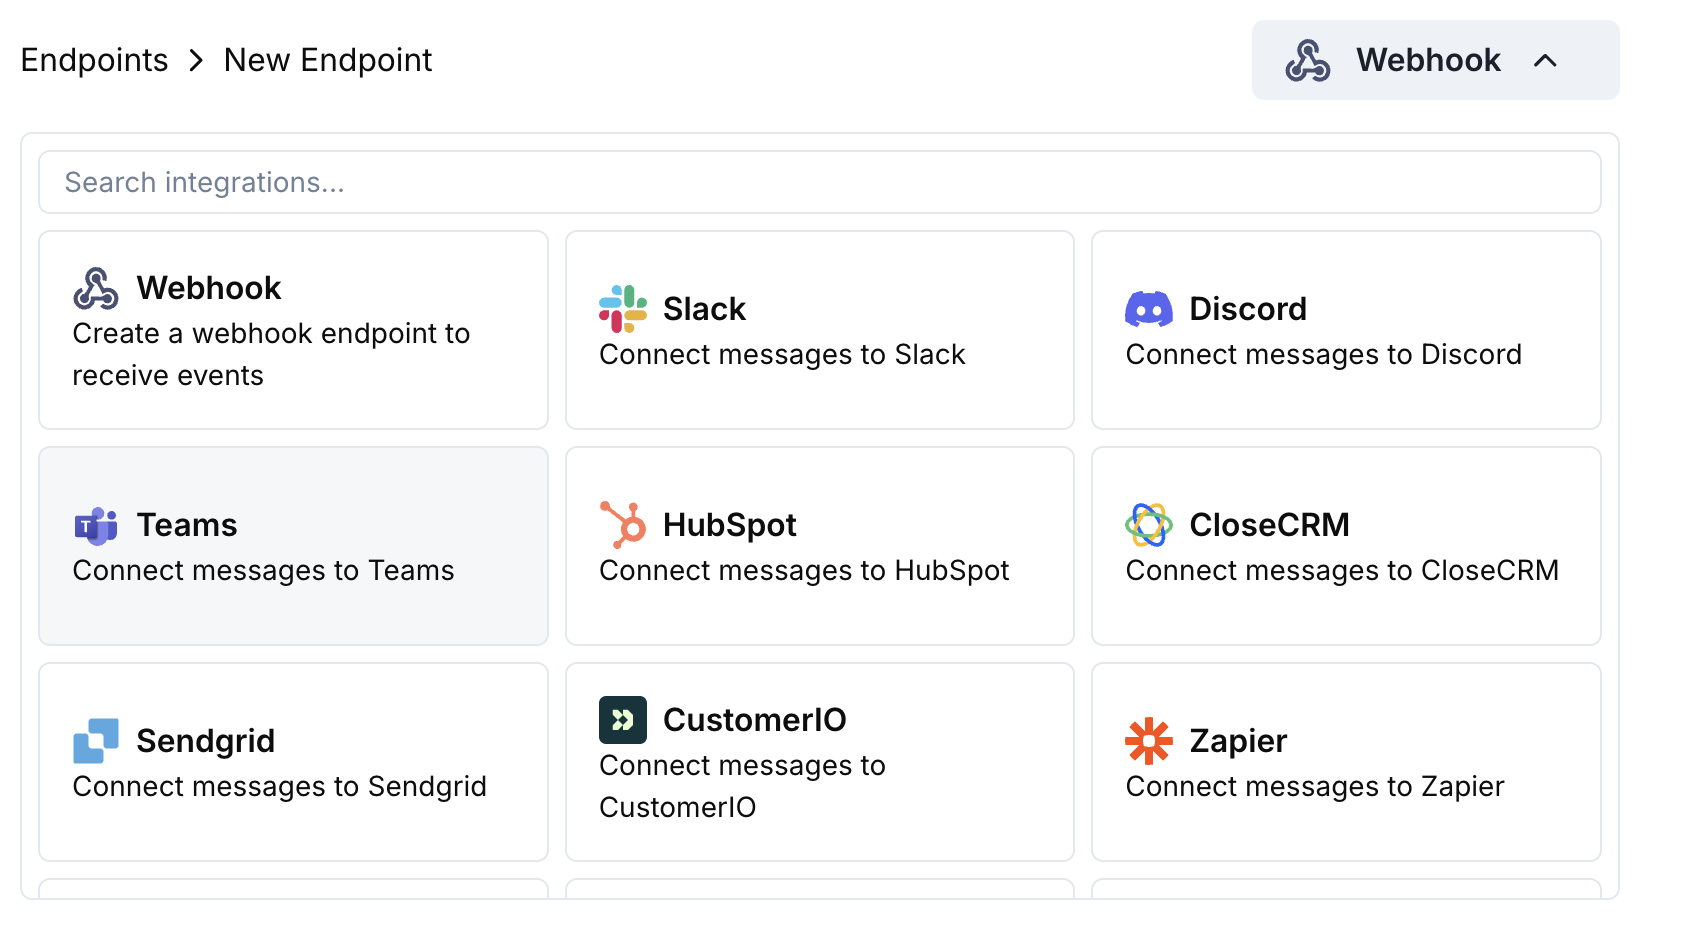 Endpoints > New Endpoint
Webhook
Search integrations...
Webhook
Create a webhook endpoint to
receive events
Slack
Connect messages to Slack
Discord
Connect messages to Discord
T
Teams
Connect messages to Teams
HubSpot
Connect messages to HubSpot
CloseCRM
Connect messages to CloseCRM
Sendgrid
Connect messages to Sendgrid
CustomerIO
Connect messages to
CustomerIO
Zapier
Connect messages to Zapier